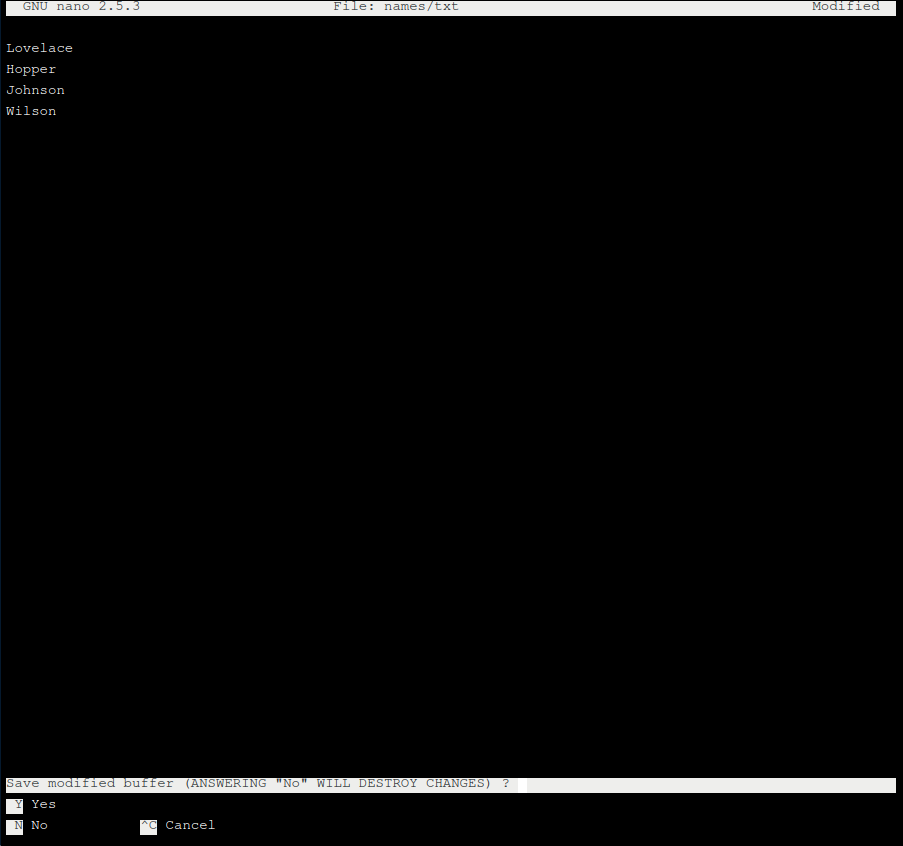 GNU nano 2.5.3 File: names/txt Modified
Lovelace
Hopper
Johnson
Wilson
Save modified buffer (ANSWERING "No" WILL DESTROY CHANGES) ?
Y Yes
N No ^C Cancel